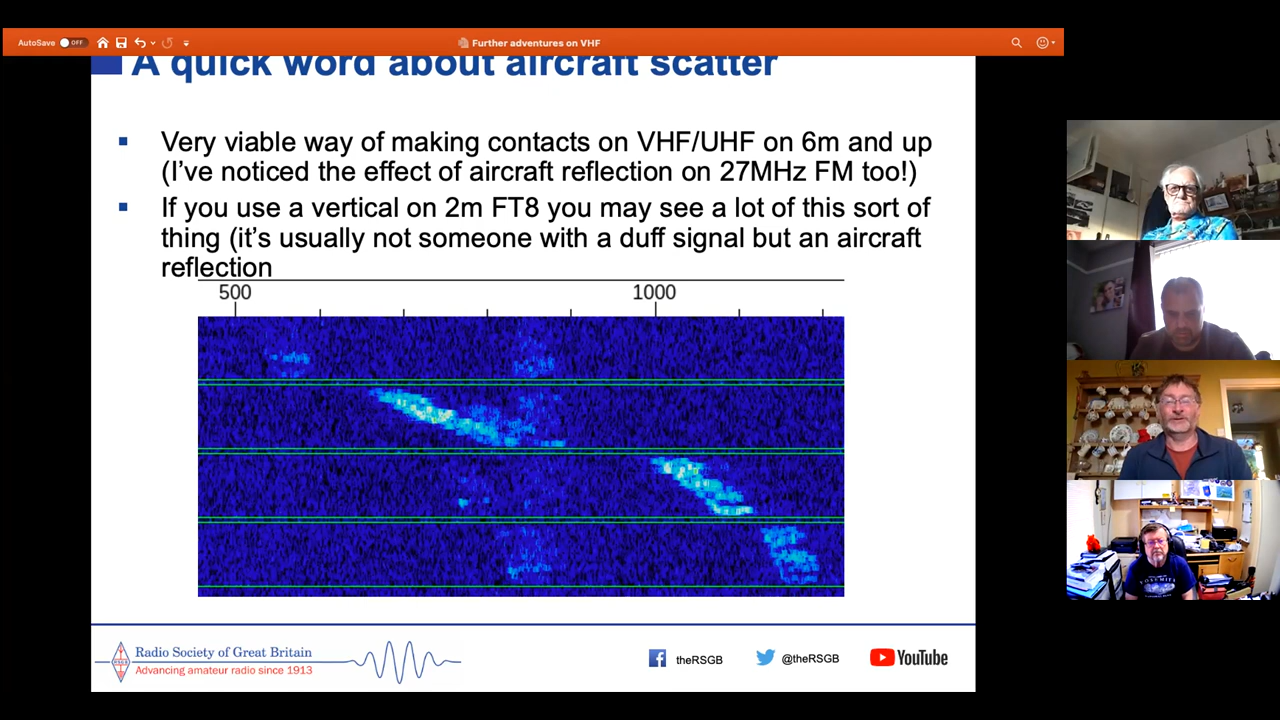 AutoSave OFF
Further adventures on VHF
A quick word about aircraft scatter
Very viable way of making contacts on VHF/UHF on 6m and up
(I've noticed the effect of aircraft reflection on 27MHz FM too!)
If you use a vertical on 2m FT8 you may see a lot of this sort of
thing (it's usually not someone with a duff signal but an aircraft
reflection
500 1000
RSGB
Radio Society of Great Britain
Advancing amateur radio since 1913
theRSGB
@theRSGB
YouTube
YOSEMITE